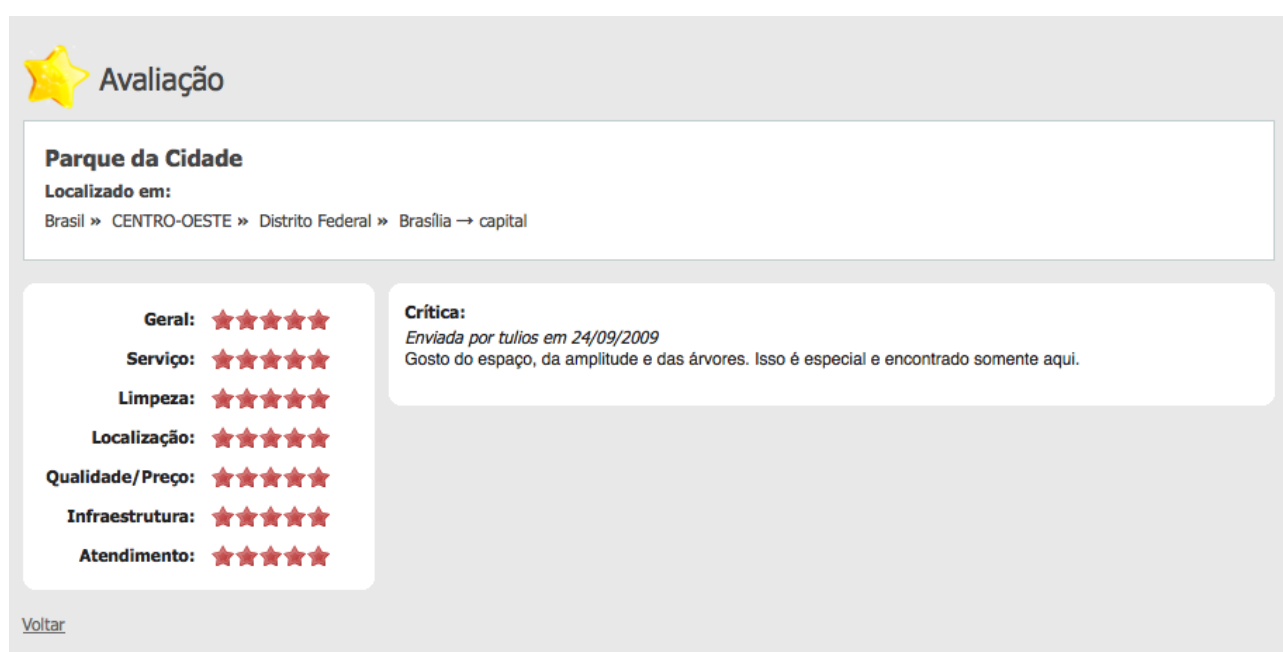 Avaliação
Parque da Cidade
Localizado em:
Brasil » CENTRO-OESTE » Distrito Federal » Brasília → capital
Geral:
Serviço:
Limpeza:
Localização:
Qualidade/Preço:
Infraestrutura:
Atendimento:
Crítica:
Enviada por tulios em 24/09/2009
Gosto do espaço, da amplitude e das árvores. Isso é especial e encontrado somente aqui.
Voltar